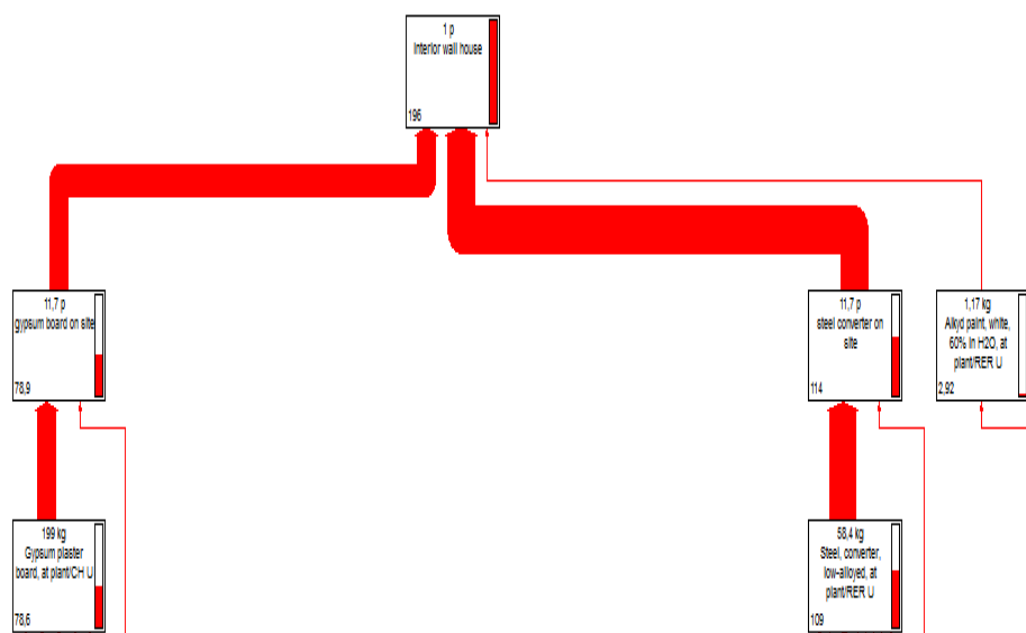 1 p
Interior wall house
196
11,7 p
gypsum board on site
78,9
11,7 p
steel converter on
site
114
1,17 kg
Alkyd paint, white,
60% in H2O, at
plant/RER U
2,92
199 kg
Gypsum plaster
board, at plant/CH U
78,6
58,4 kg
Steel, converter,
low-alloyed, at
plant/RER U
109